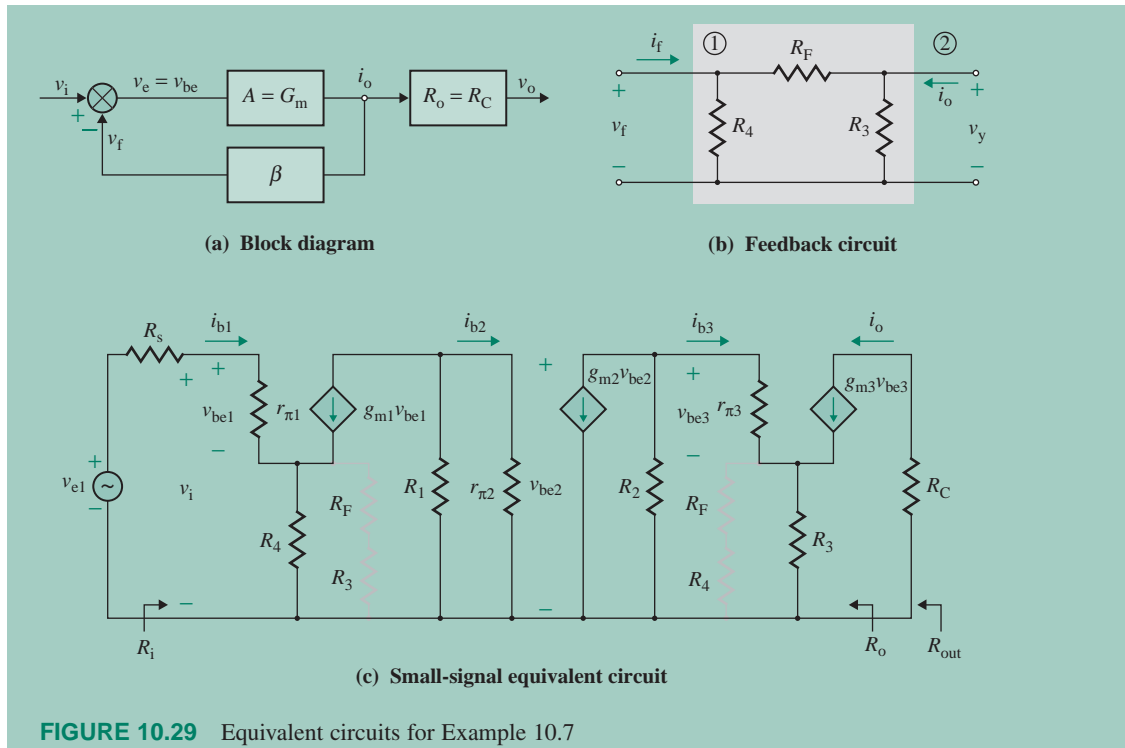 v_i
+
−
v_f
v_e = v_be
A = G_m
i_o
R_o = R_C
v_o
β
(a) Block diagram
i_f
①
R_F
②
+
v_f
−
R_4
R_3
i_o
+
v_y
−
(b) Feedback circuit
R_s
i_b1
i_b2
i_b3
i_o
+
+
v_be1
−
r_π1
g_m1v_be1
+
g_m2v_be2
+
v_be3
−
r_π3
g_m3v_be3
+
v_e1
~
−
v_i
−
R_4
R_F
R_3
R_1
r_π2
v_be2
−
R_2
R_F
R_4
R_3
R_C
R_i
R_o
R_out
(c) Small-signal equivalent circuit
FIGURE 10.29 Equivalent circuits for Example 10.7